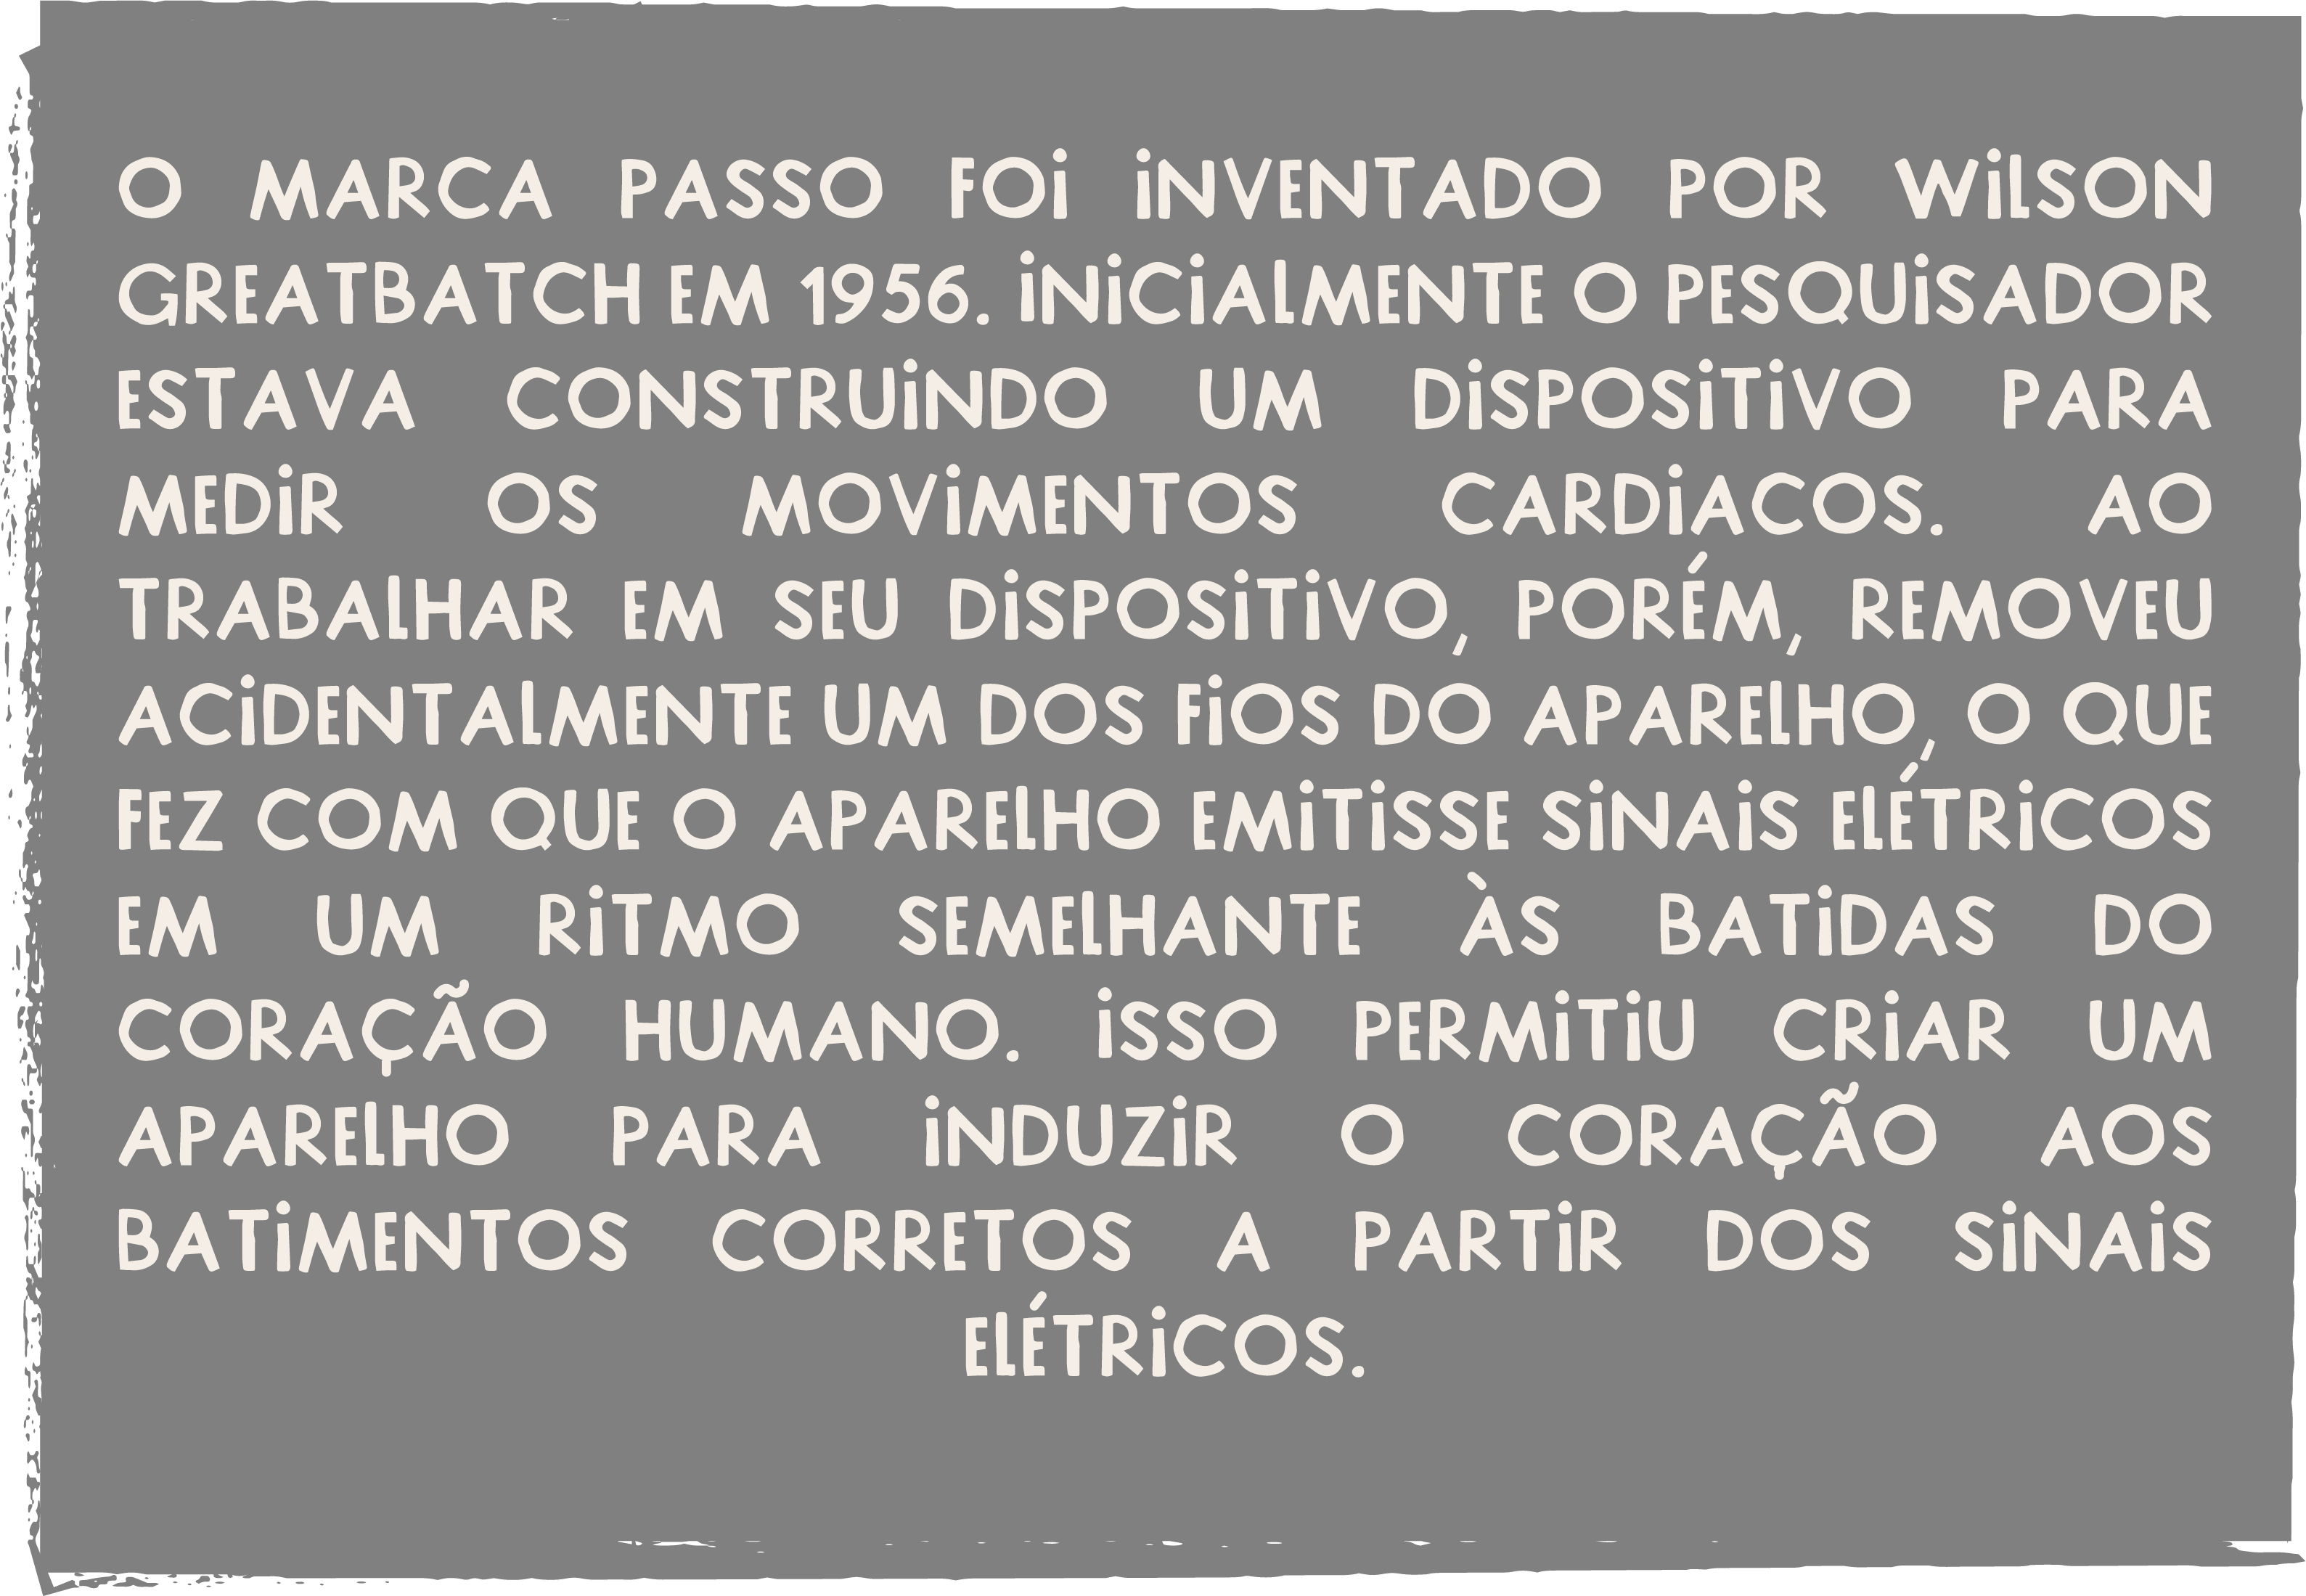 O MARCA PASSO FOI INVENTADO POR WILSON
GREATBATCH EM 1956. INICIALMENTE O PESQUISADOR
ESTAVA CONSTRUINDO UM DISPOSITIVO PARA
MEDIR OS MOVIMENTOS CARDIACOS. AO
TRABALHAR EM SEU DISPOSITIVO, PORÉM, REMOVEU
ACIDENTALMENTE UM DOS FIOS DO APARELHO, O QUE
FEZ COM QUE O APARELHO EMITISSE SINAIS ELÉTRICOS
EM UM RITMO SEMELHANTE ÀS BATIDAS DO
CORAÇÃO HUMANO. ISSO PERMITIU CRIAR UM
APARELHO PARA INDUZIR O CORAÇÃO AOS
BATIMENTOS CORRETOS A PARTIR DOS SINAIS
ELÉTRICOS.